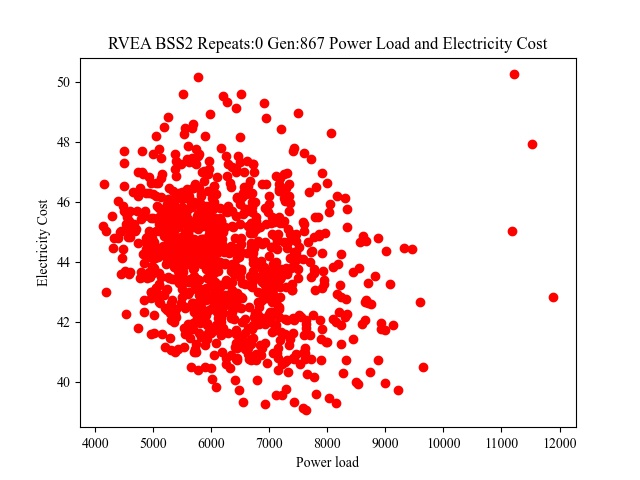 RVEA BSS2 Repeats:0 Gen:867 Power Load and Electricity Cost
50
48
46
44
42
40
Electricity Cost
4000 5000 6000 7000 8000 9000 10000 11000 12000
Power load